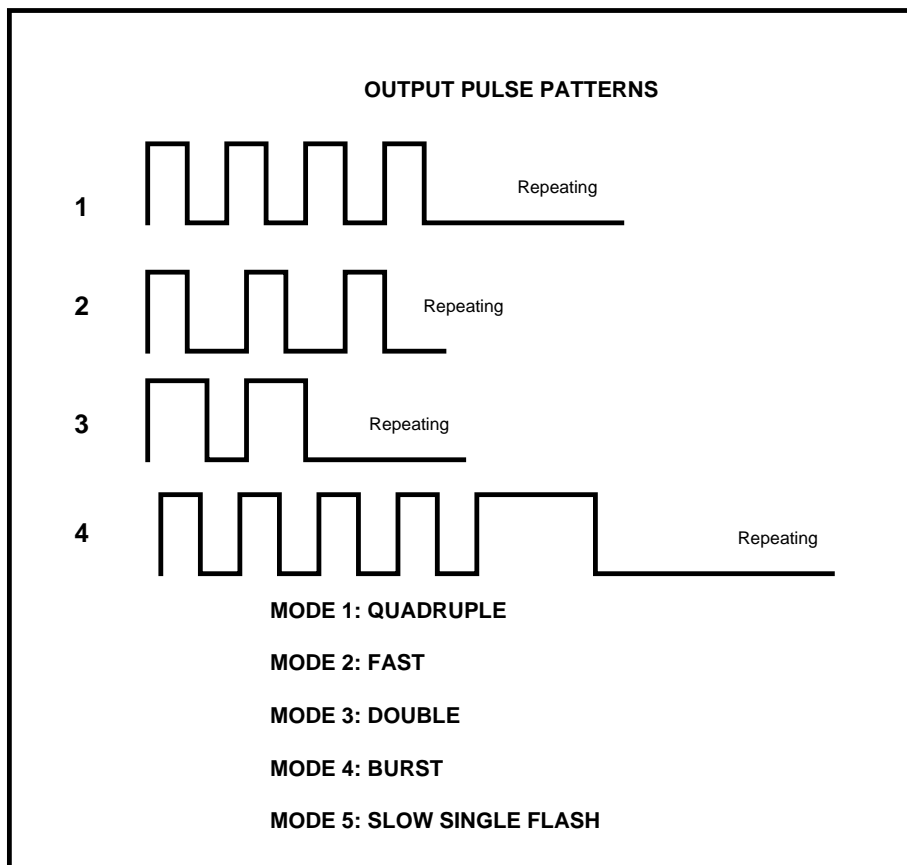 OUTPUT PULSE PATTERNS
1
Repeating
2
Repeating
3
Repeating
4
Repeating
MODE 1: QUADRUPLE
MODE 2: FAST
MODE 3: DOUBLE
MODE 4: BURST
MODE 5: SLOW SINGLE FLASH